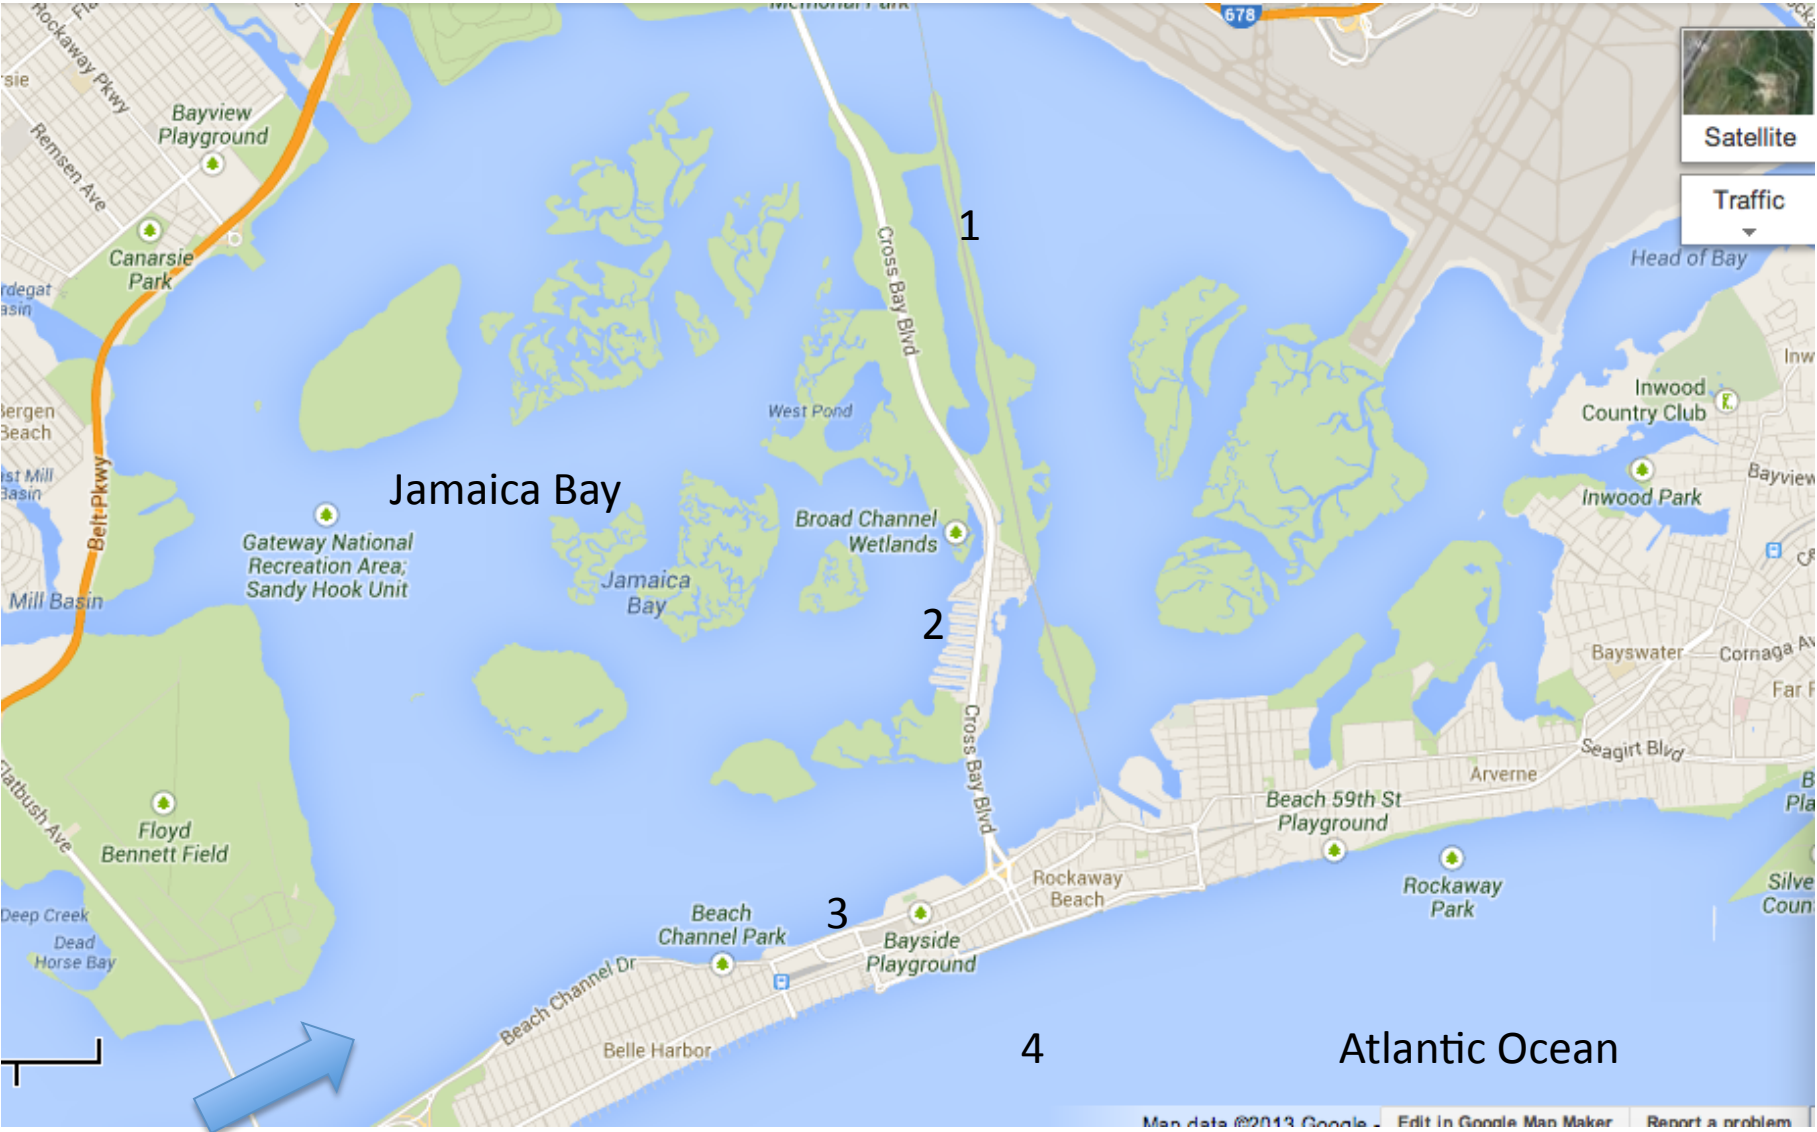 Memorial Park
678
Rockaway Pkwy
Bayview
Playground
Remsen Ave
Satellite
Traffic
Canarsie
Park
1
Cross Bay Blvd
Head of Bay
West Pond
Inwood
Country Club
Beach
Basin
Belt Pkwy
Jamaica Bay
Bayview
Inwood Park
Gateway National
Recreation Area;
Sandy Hook Unit
Broad Channel
Wetlands
Jamaica
Bay
Mill Basin
2
Bayswater
Cornaga
Cross Bay Blvd
Seagirt Blvd
Arverne
Flatbush Ave
Floyd
Bennett Field
Beach 59th St
Playground
Rockaway
Beach
Rockaway
Park
Deep Creek
Dead
Horse Bay
Beach
Channel Park
3
Bayside
Playground
Beach Channel Dr
Belle Harbor
4
Atlantic Ocean
Map data ©2013 Google -
Edit in Google Map Maker
Report a problem